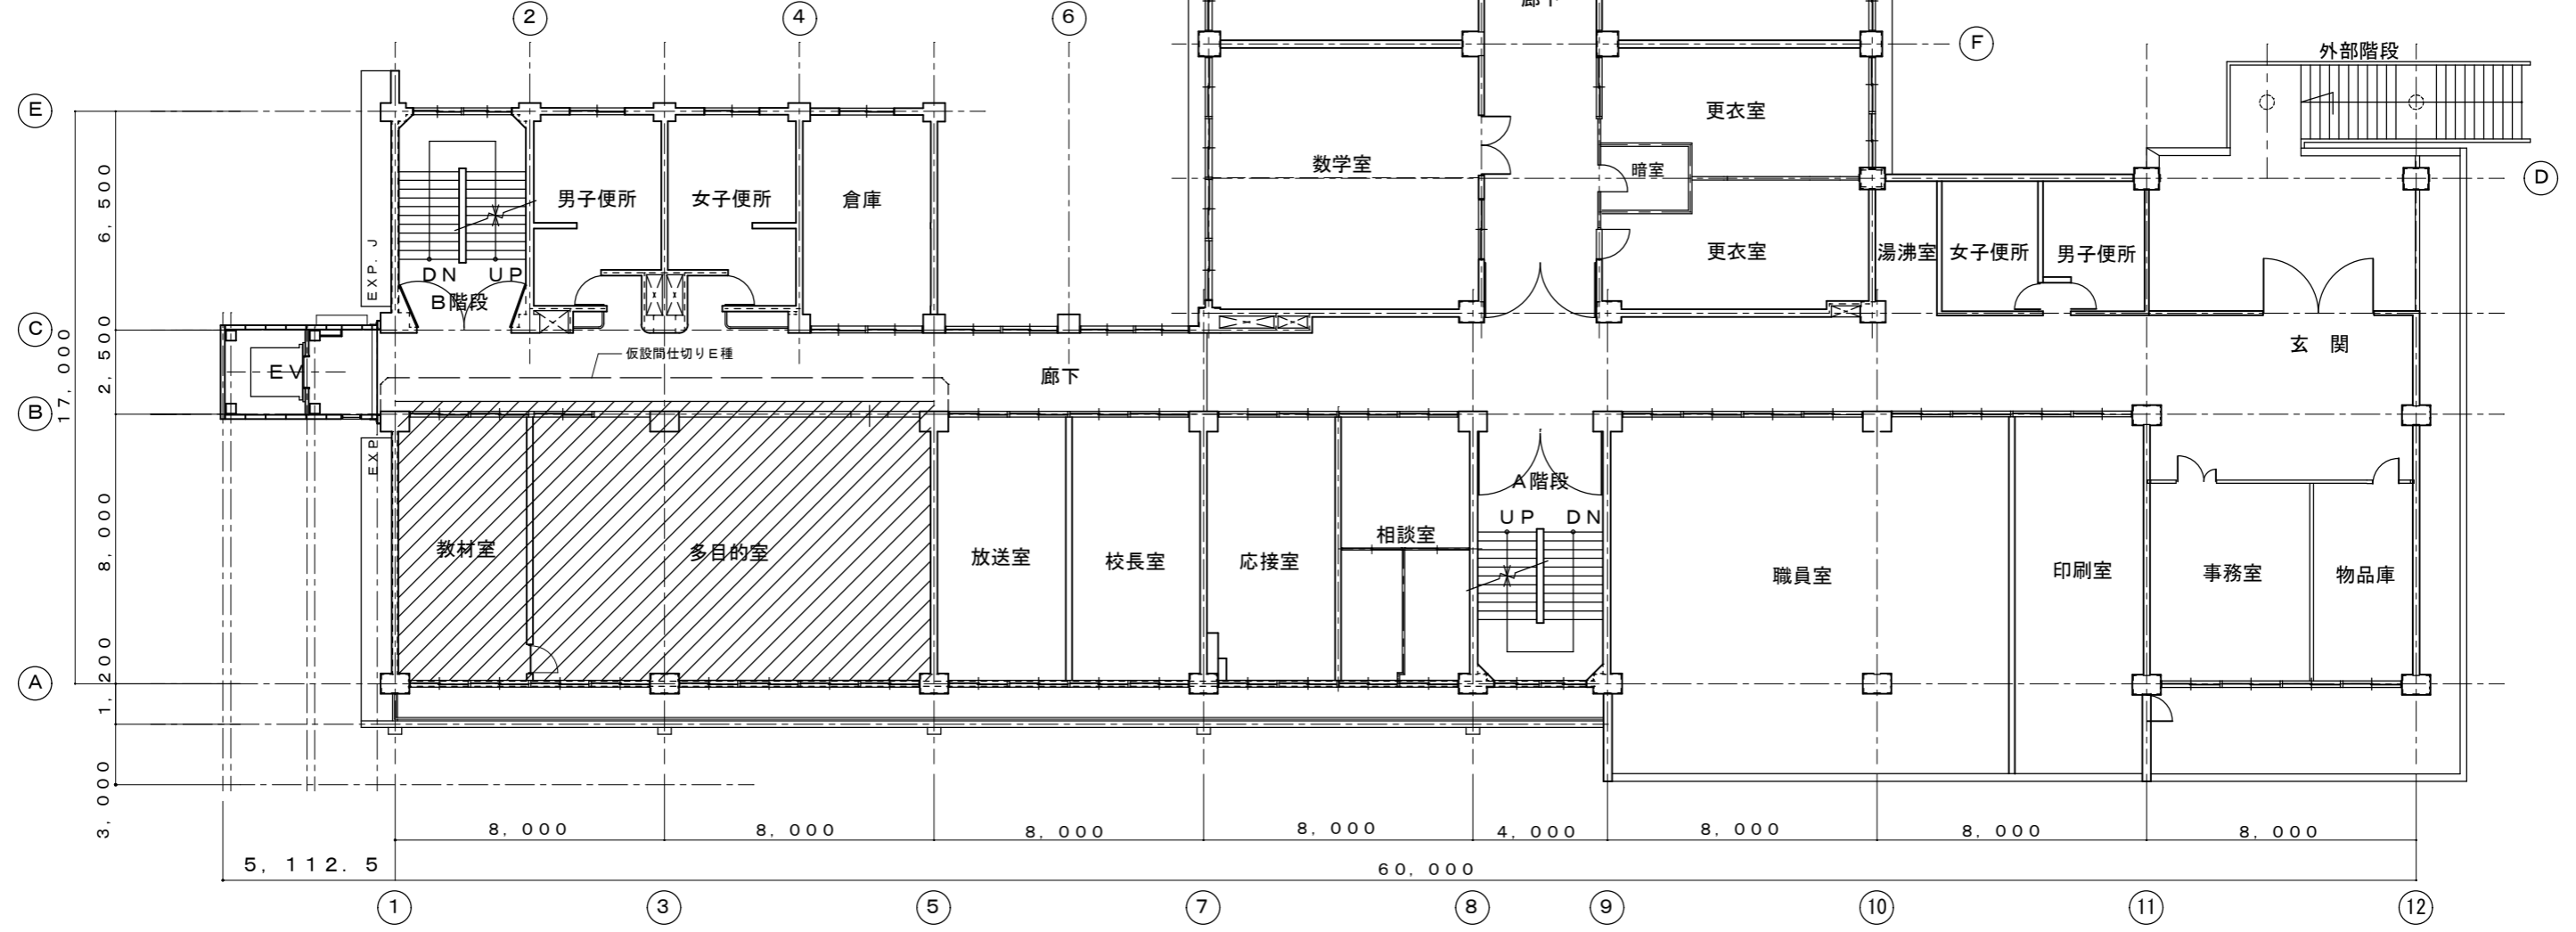 廊下
② ④ ⑥
Ⓕ
外部階段
Ⓔ
更衣室
数学室
暗室
Ⓓ
男子便所 女子便所 倉庫
6,500
EXP.J
DN UP
B階段
更衣室
湯沸室 女子便所 男子便所
Ⓒ
玄 関
17,000
2,500
仮設間仕切りE種
EV
廊下
Ⓑ
EXP
A階段
UP DN
8,000
教材室 多目的室 放送室 校長室 応接室 相談室
職員室 印刷室 事務室 物品庫
Ⓐ
1,200
3,000
8,000 8,000 8,000 8,000 4,000 8,000 8,000 8,000
5,112.5
60,000
① ③ ⑤ ⑦ ⑧ ⑨ ⑩ ⑪ ⑫